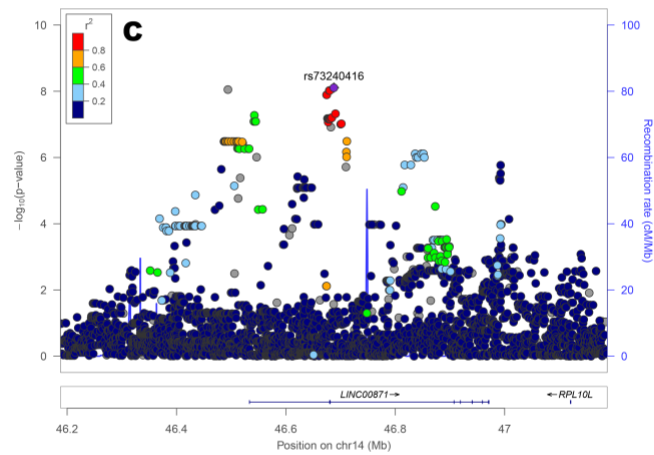 C
r²
0.8
0.6
0.4
0.2
rs73240416
10
8
6
4
2
0
−log₁₀(p−value)
100
80
60
40
20
0
Recombination rate (cM/Mb)
LINC00871→
←RPL10L
46.2 46.4 46.6 46.8 47
Position on chr14 (Mb)